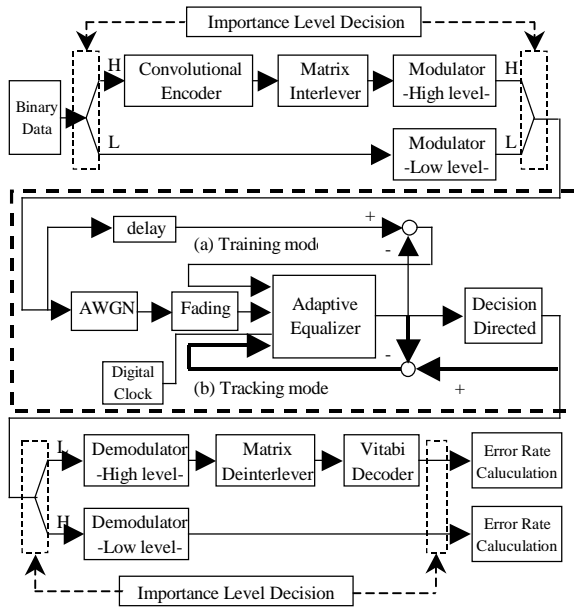 Importance Level Decision
H
Convolutional
Encoder
Matrix
Interlever
Modulator
-High level-
H
Binary
Data
L
Modulator
-Low level-
L
delay
+
(a) Training mode
-
AWGN
Fading
Adaptive
Equalizer
Decision
Directed
Digital
Clock
-
(b) Tracking mode
+
L
Demodulator
-High level-
Matrix
Deinterlever
Vitabi
Decoder
Error Rate
Caluculation
H
Demodulator
-Low level-
Error Rate
Caluculation
Importance Level Decision